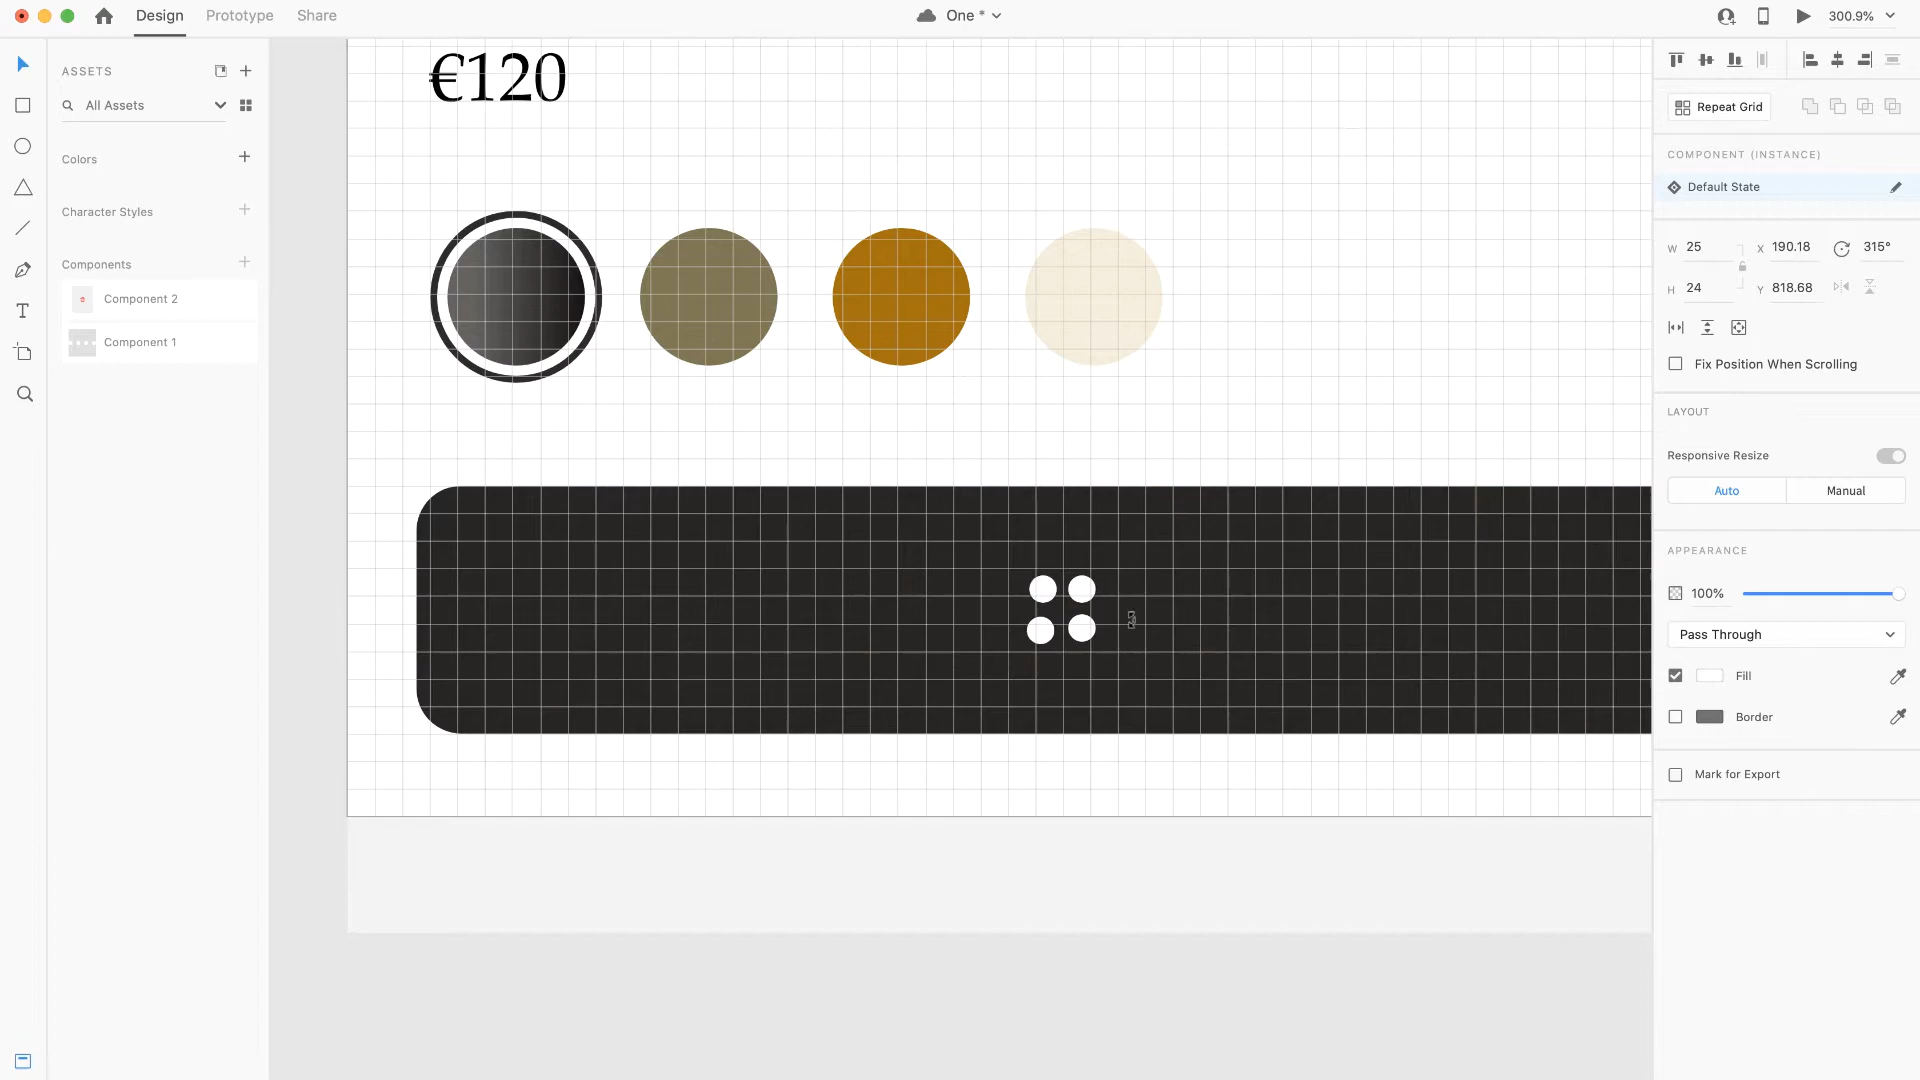 Design Prototype Share One * 300.9%
ASSETS
All Assets
Colors
Character Styles
Components
Component 2
Component 1
€120
Repeat Grid
COMPONENT (INSTANCE)
Default State
W 25 X 190.18 315°
H 24 Y 818.68
Fix Position When Scrolling
LAYOUT
Responsive Resize
Auto Manual
APPEARANCE
100%
Pass Through
Fill
Border
Mark for Export